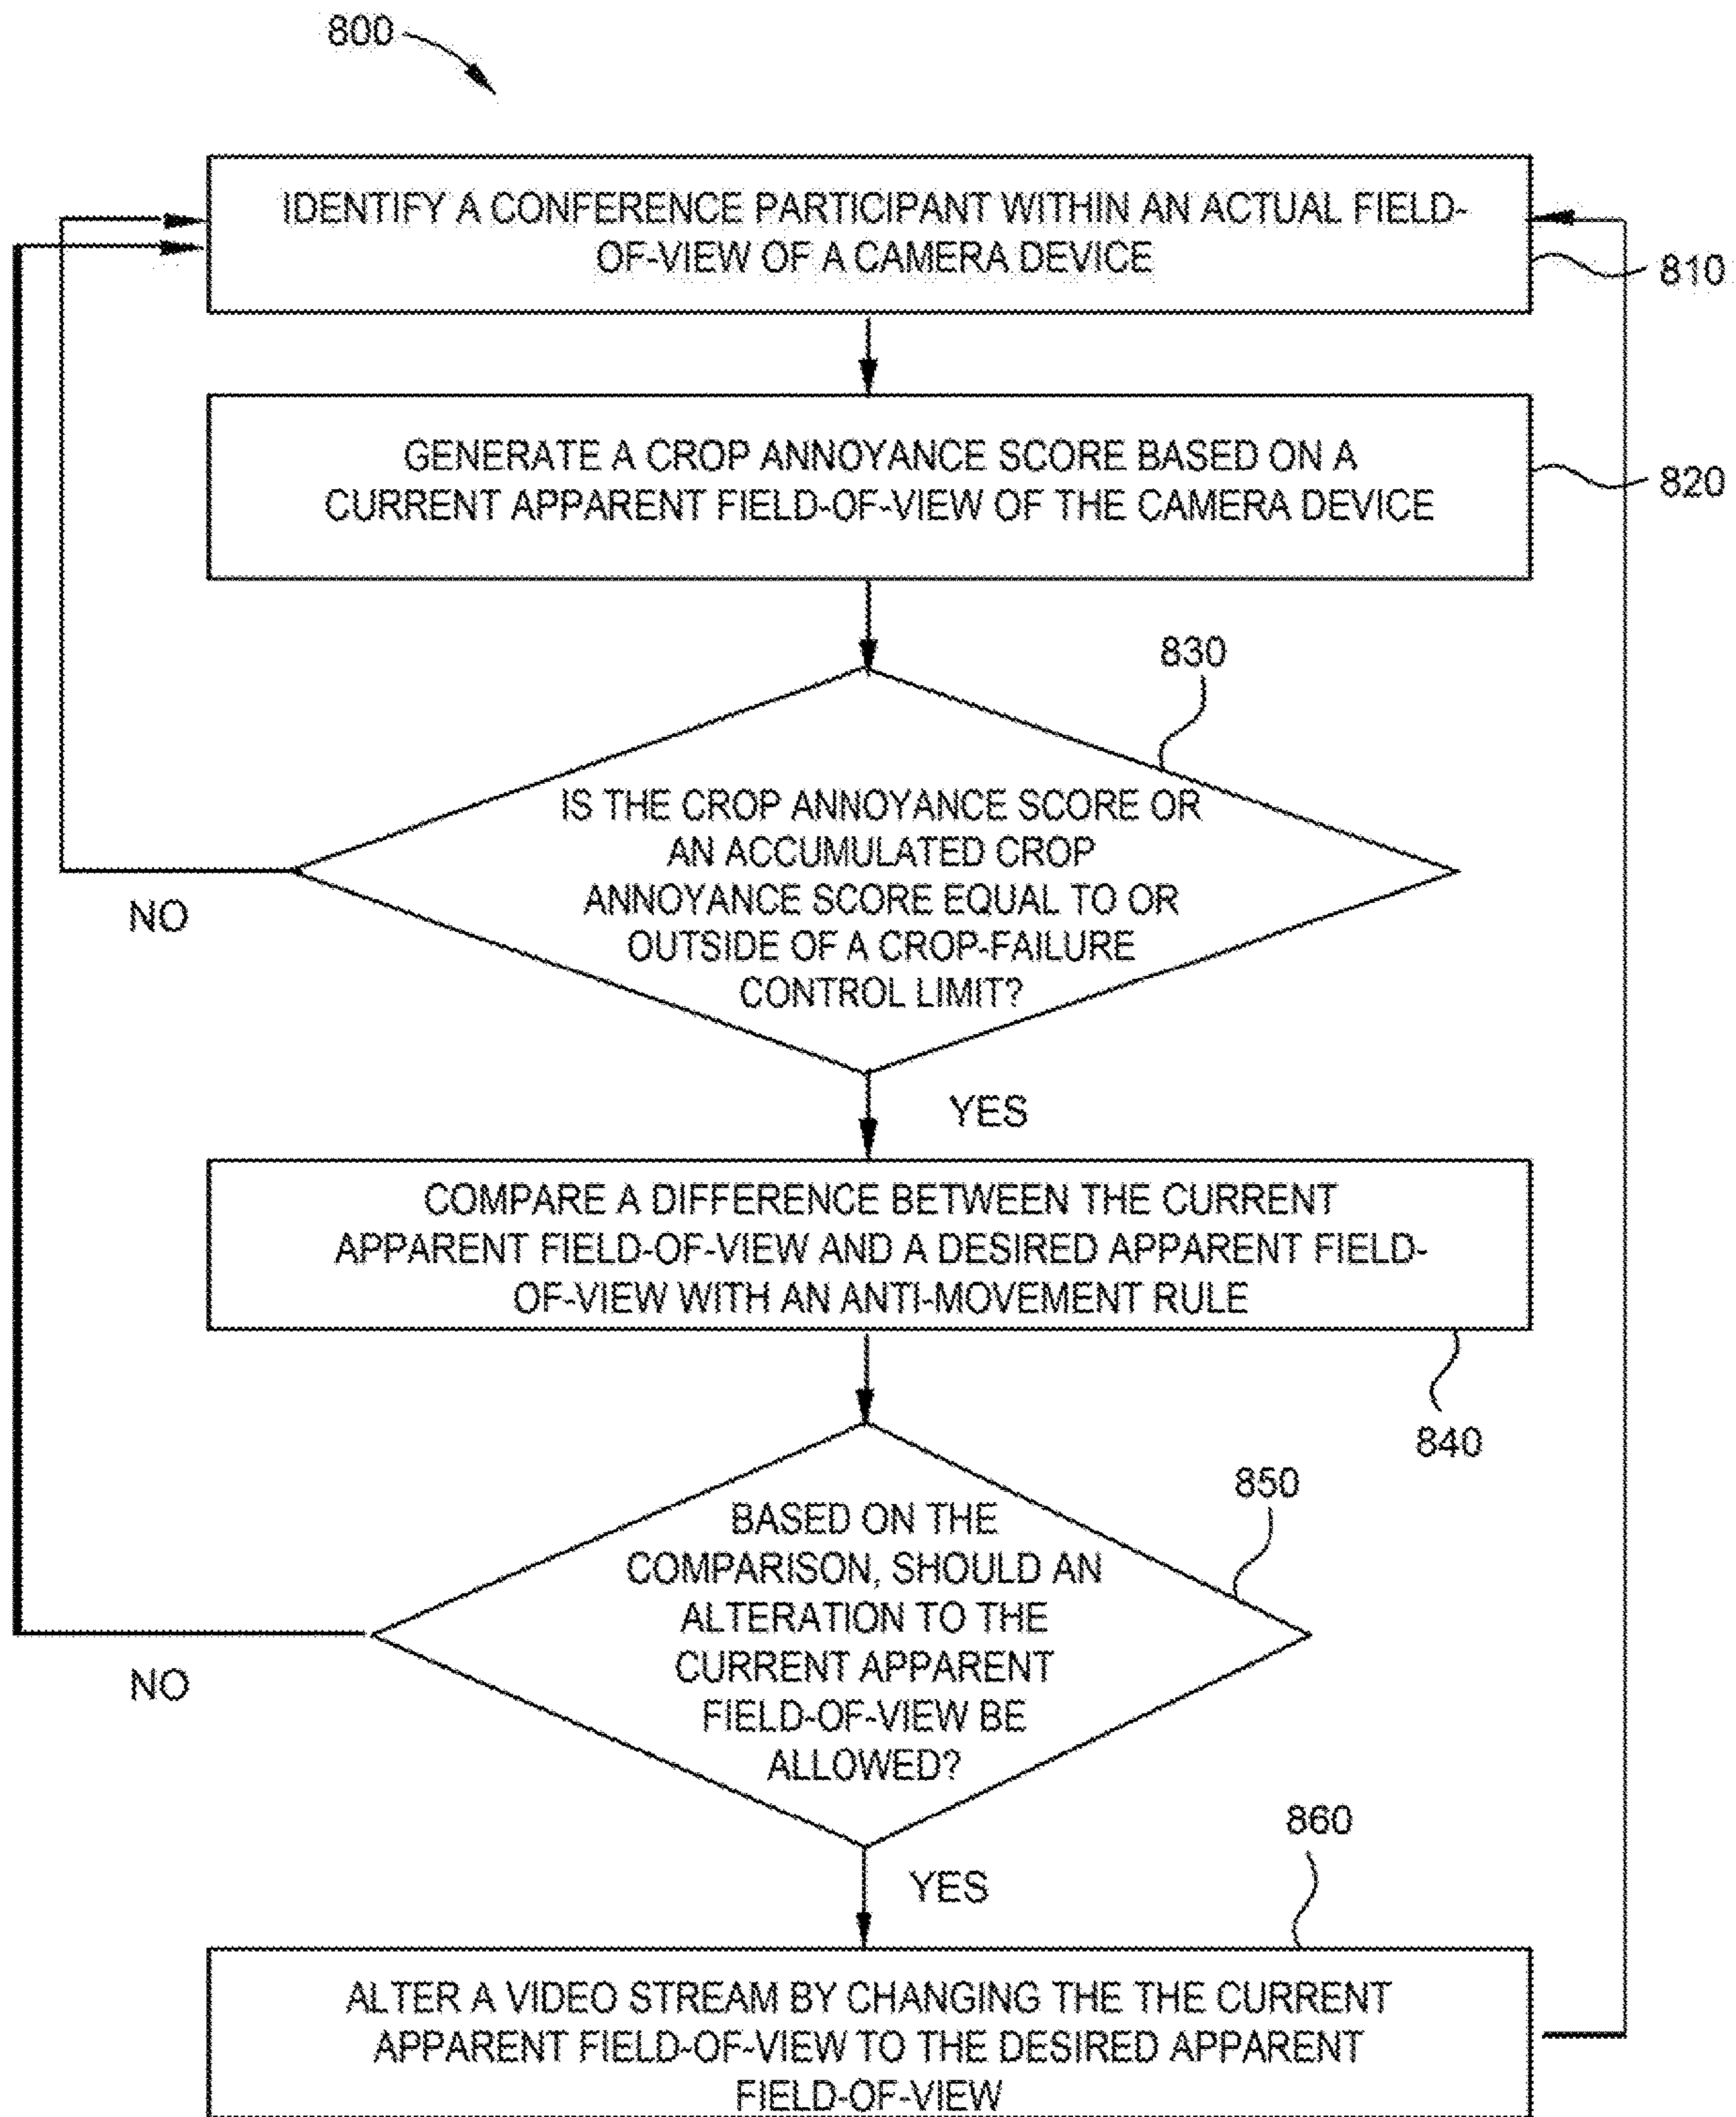 800
IDENTIFY A CONFERENCE PARTICIPANT WITHIN AN ACTUAL FIELD-
OF-VIEW OF A CAMERA DEVICE
810
GENERATE A CROP ANNOYANCE SCORE BASED ON A
CURRENT APPARENT FIELD-OF-VIEW OF THE CAMERA DEVICE
820
830
IS THE CROP ANNOYANCE SCORE OR
AN ACCUMULATED CROP
ANNOYANCE SCORE EQUAL TO OR
OUTSIDE OF A CROP-FAILURE
CONTROL LIMIT?
NO
YES
COMPARE A DIFFERENCE BETWEEN THE CURRENT
APPARENT FIELD-OF-VIEW AND A DESIRED APPARENT FIELD-
OF-VIEW WITH AN ANTI-MOVEMENT RULE
840
850
BASED ON THE
COMPARISON, SHOULD AN
ALTERATION TO THE
CURRENT APPARENT
FIELD-OF-VIEW BE
ALLOWED?
NO
YES
860
ALTER A VIDEO STREAM BY CHANGING THE THE CURRENT
APPARENT FIELD-OF-VIEW TO THE DESIRED APPARENT
FIELD-OF-VIEW